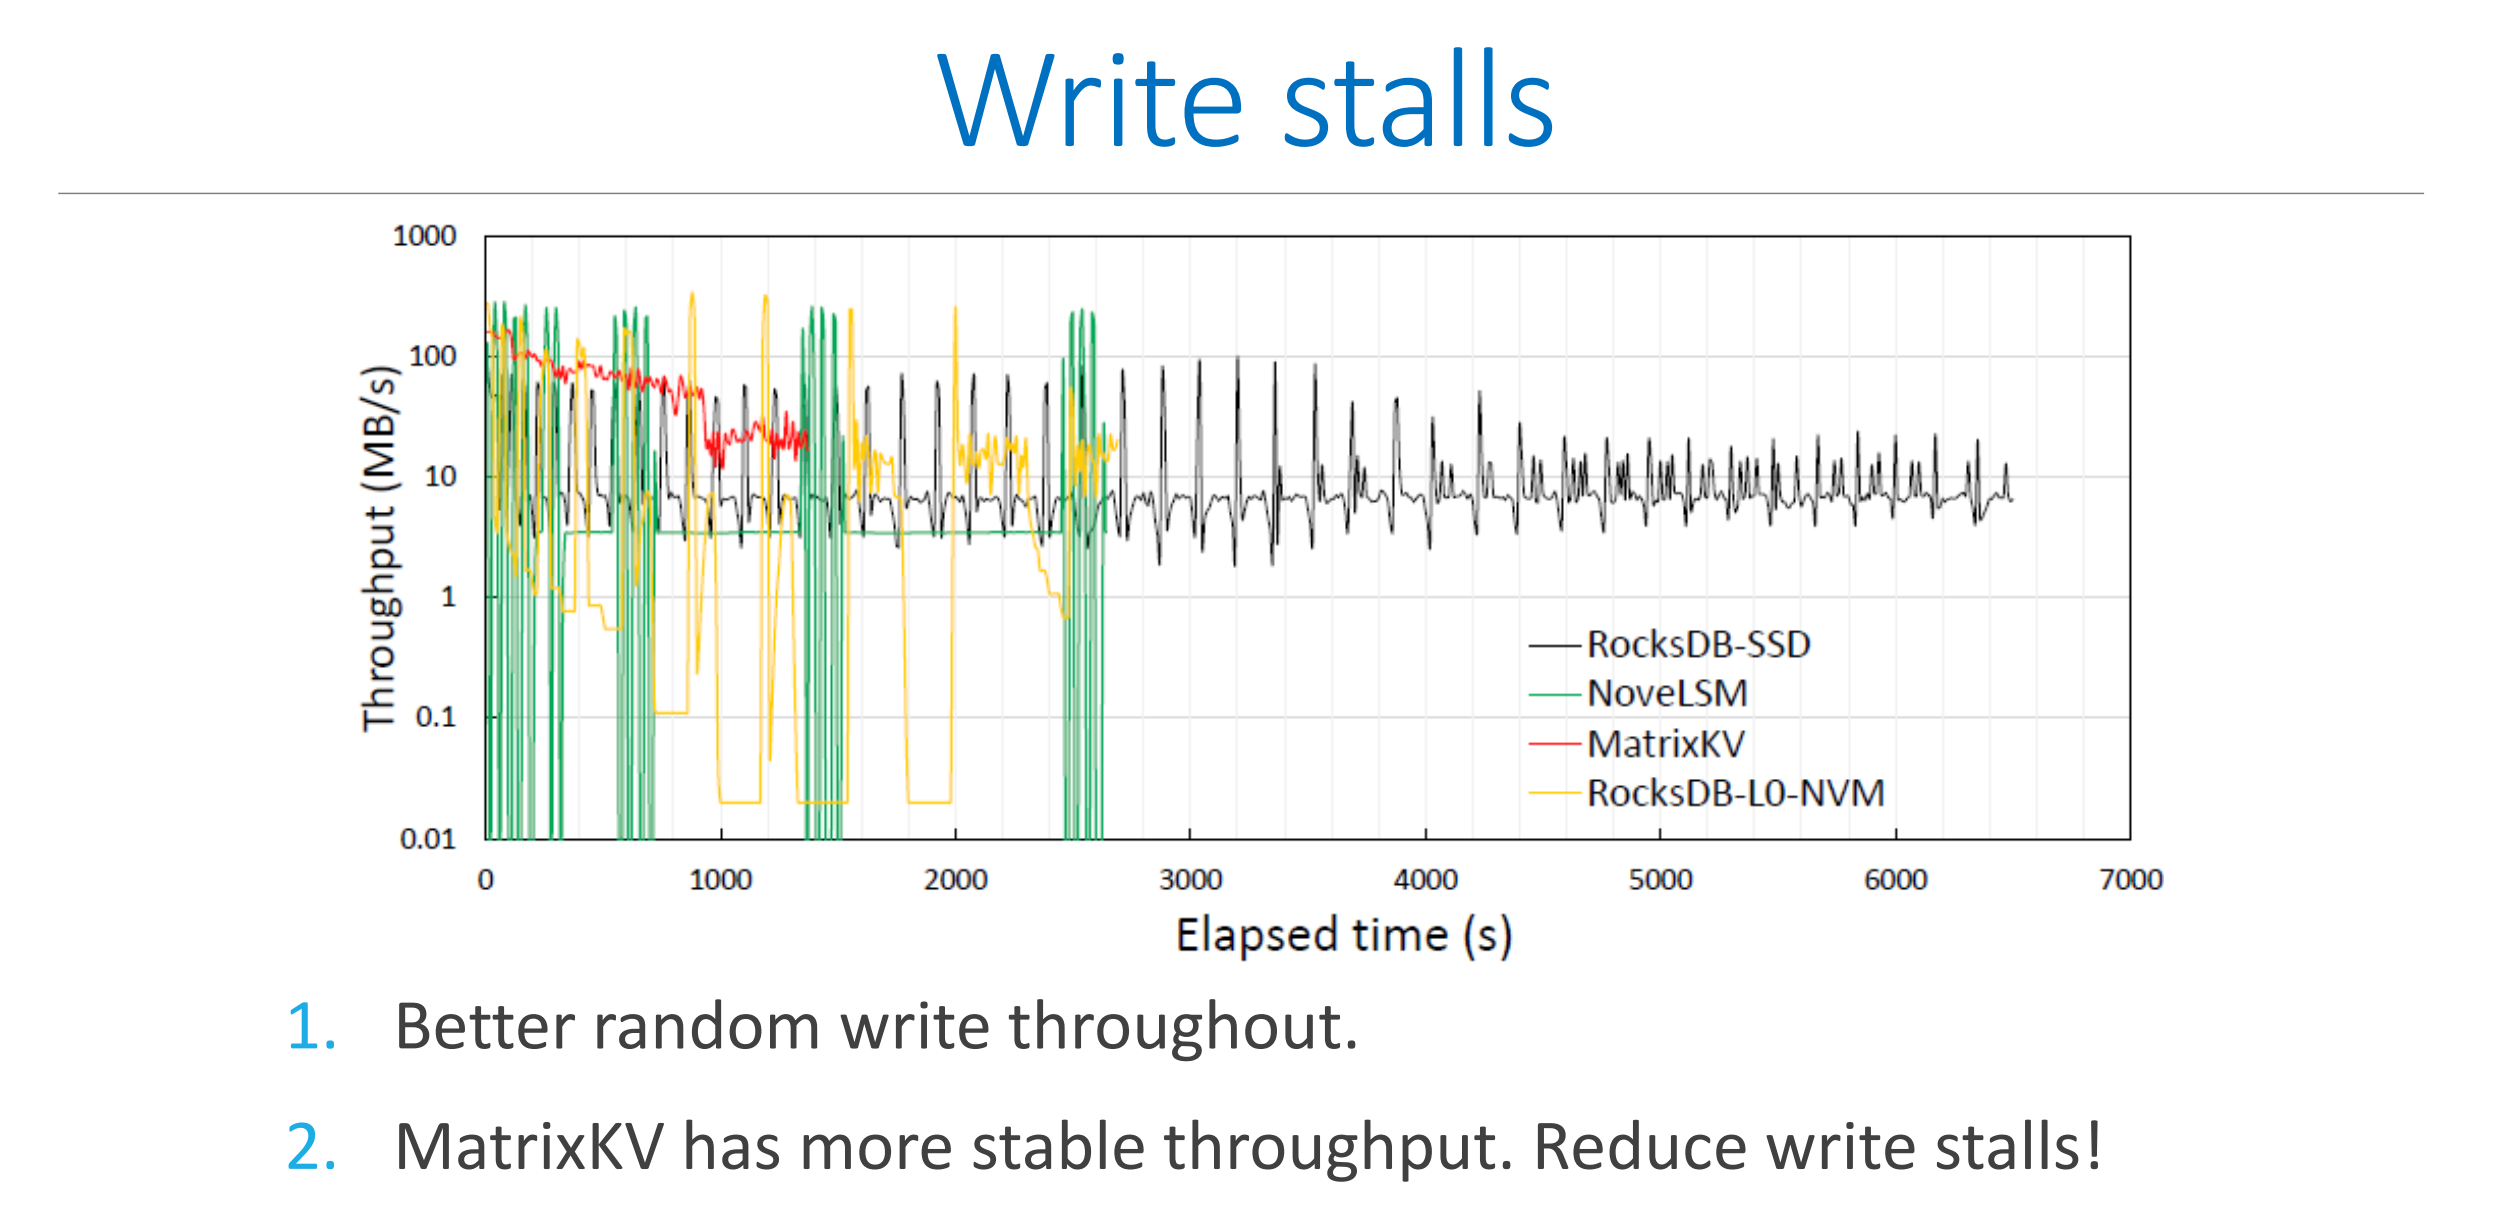 Write stalls
1000
100
10
1
0.1
0.01
Throughput (MB/s)
RocksDB-SSD
NoveLSM
MatrixKV
RocksDB-L0-NVM
0 1000 2000 3000 4000 5000 6000 7000
Elapsed time (s)
1. Better random write throughout.
2. MatrixKV has more stable throughput. Reduce write stalls!